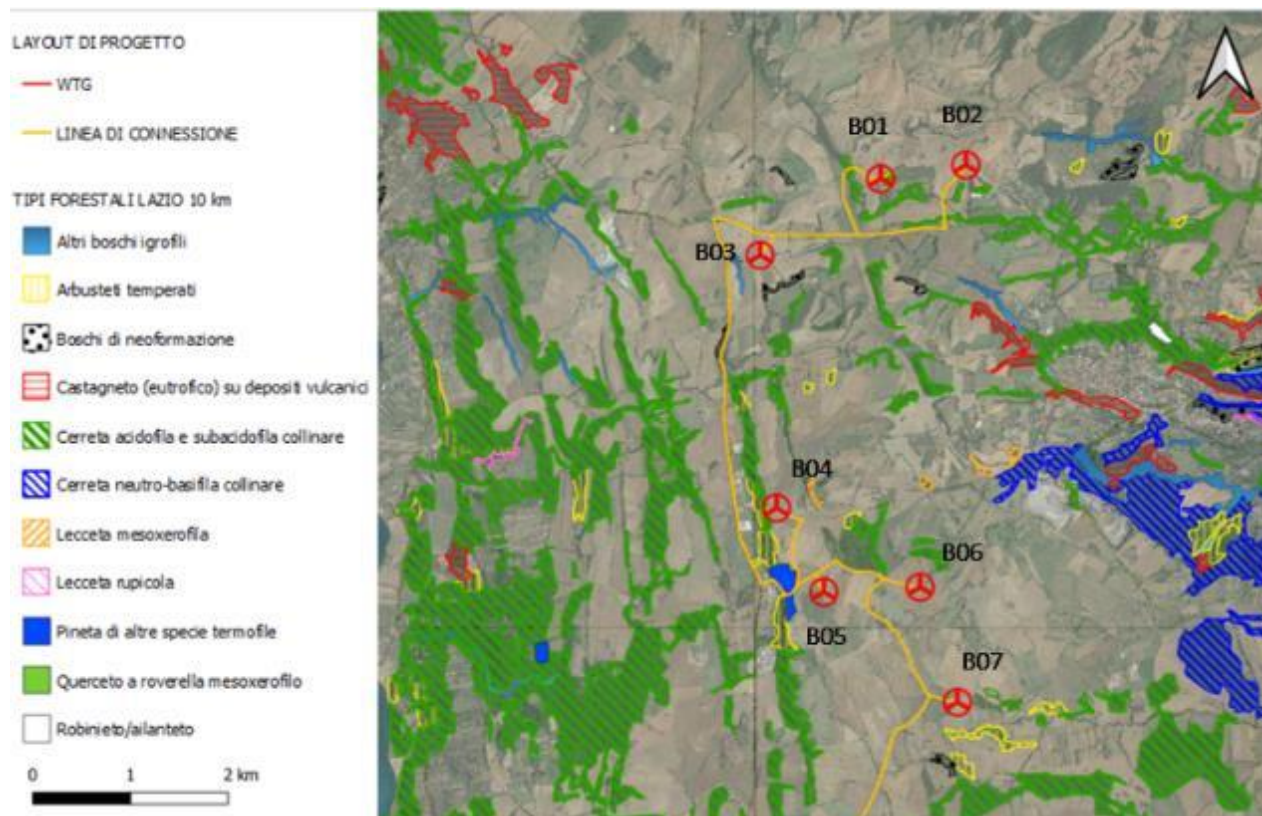 LAYOUT DI PROGETTO
WTG
LINEA DI CONNESSIONE
TIPI FORESTALI LAZIO 10 km
Altri boschi igrofili
Arbusteti temperati
Boschi di neoformazione
Castagneto (eutrofico) su depositi vulcanici
Cerreta acidofila e subacidofila collinare
Cerreta neutro-basifila collinare
Lecceta mesoxerofila
Lecceta rupicola
Pineta di altre specie termofile
Querceto a roverella mesoxerofilo
Robinieto/ailanteto
0 1 2 km
B01
B02
B03
B04
B06
B05
B07